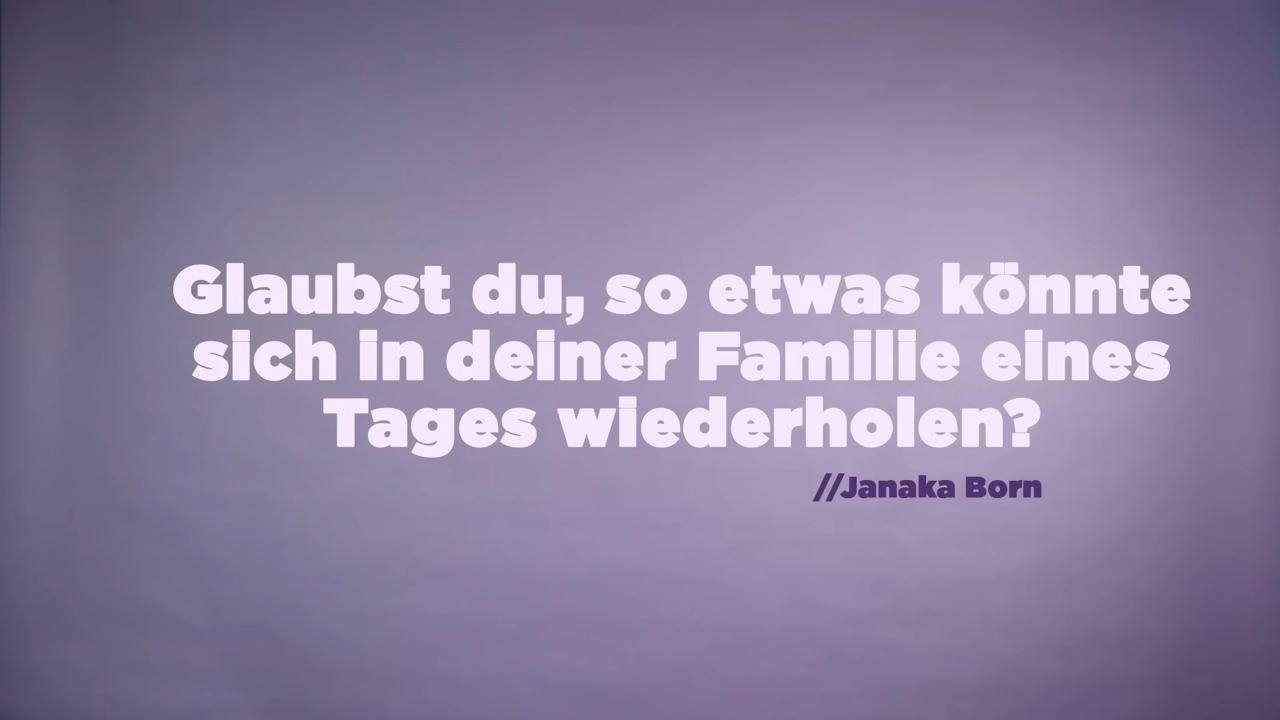 Glaubst du, so etwas könnte
sich in deiner Familie eines
Tages wiederholen?
//Janaka Born